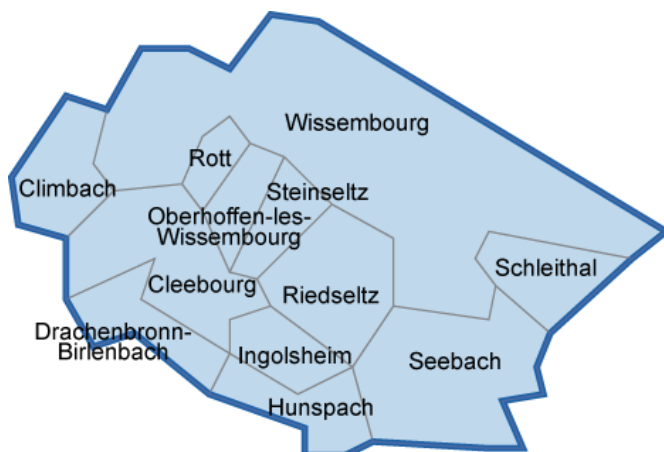 Wissembourg
Rott
Climbach
Steinseltz
Oberhoffen-les-
Wissembourg
Schleithal
Cleebourg
Riedseltz
Drachenbronn-
Birlenbach
Ingolsheim
Seebach
Hunspach